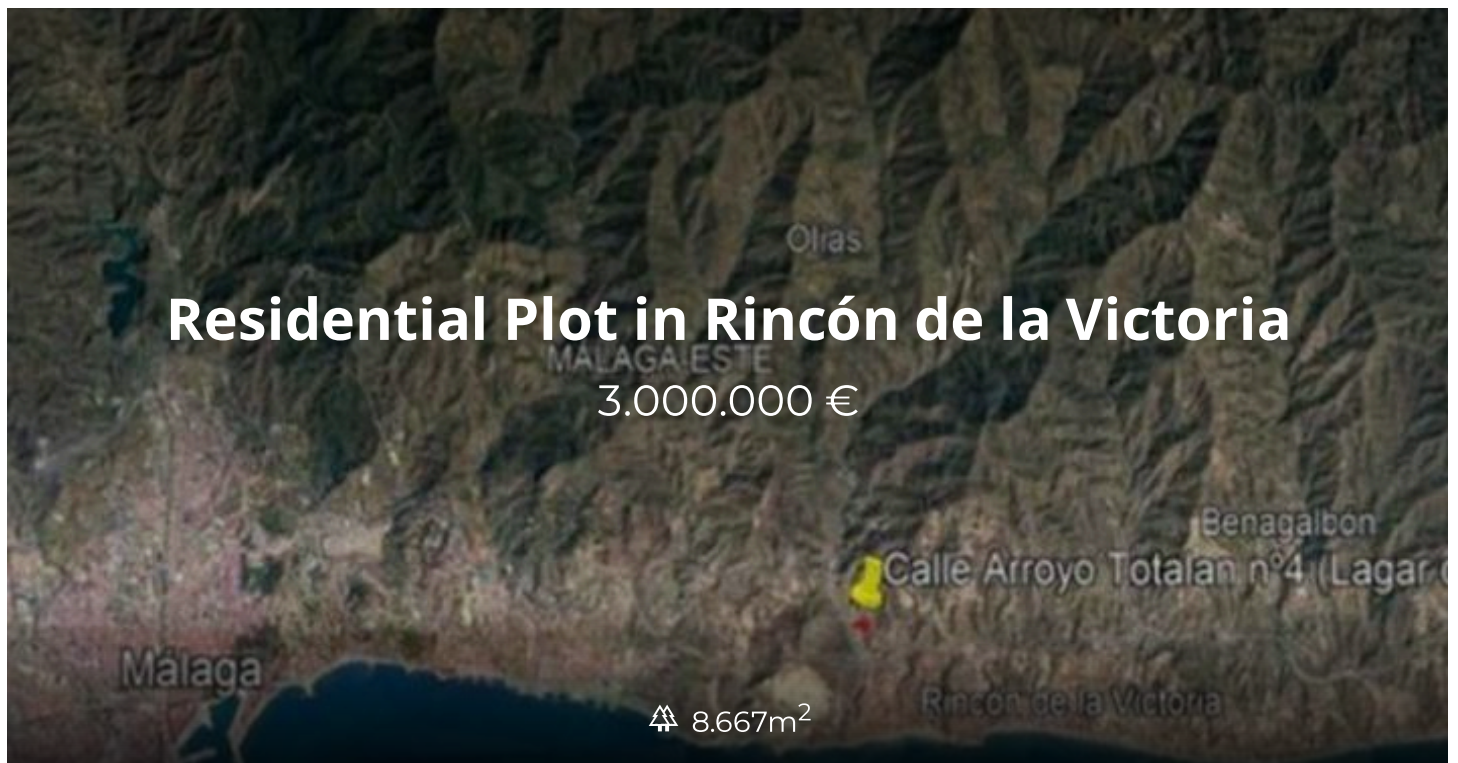 Olías
Residential Plot in Rincón de la Victoria
MÁLAGA-ESTE
3.000.000 €
Benagalbón
Calle Arroyo Totalan n°4 (Lagar
Málaga
Rincón de la Victoria
8.667m²